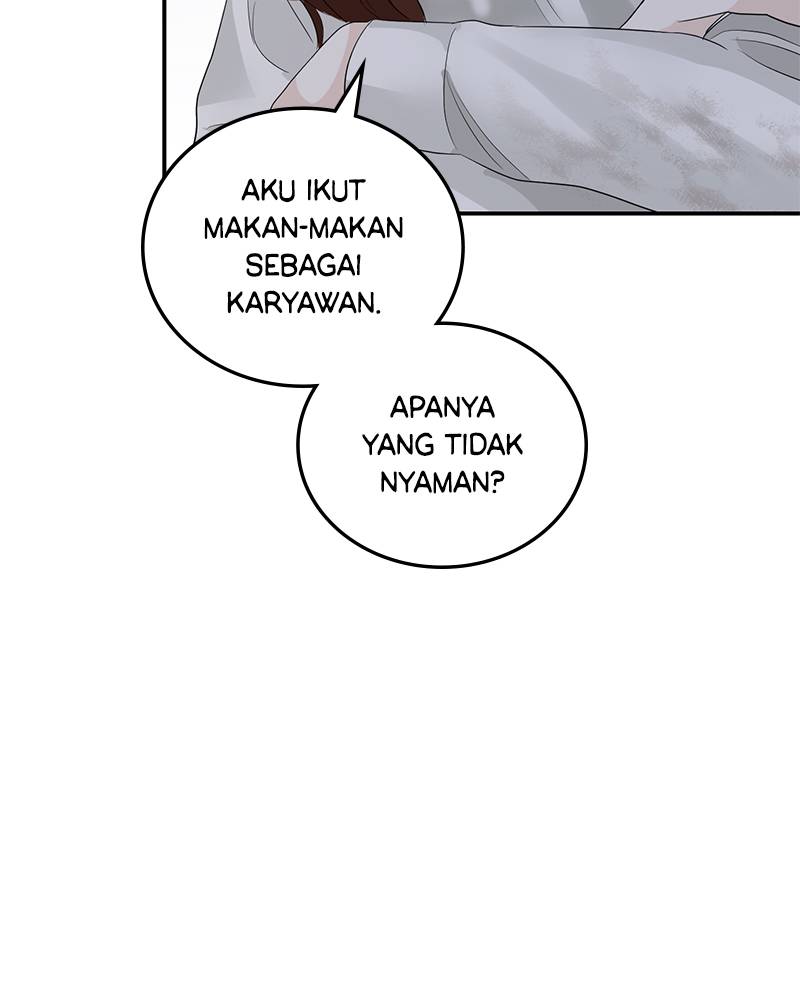 AKU IKUT
MAKAN-MAKAN
SEBAGAI
KARYAWAN.
APANYA
YANG TIDAK
NYAMAN?